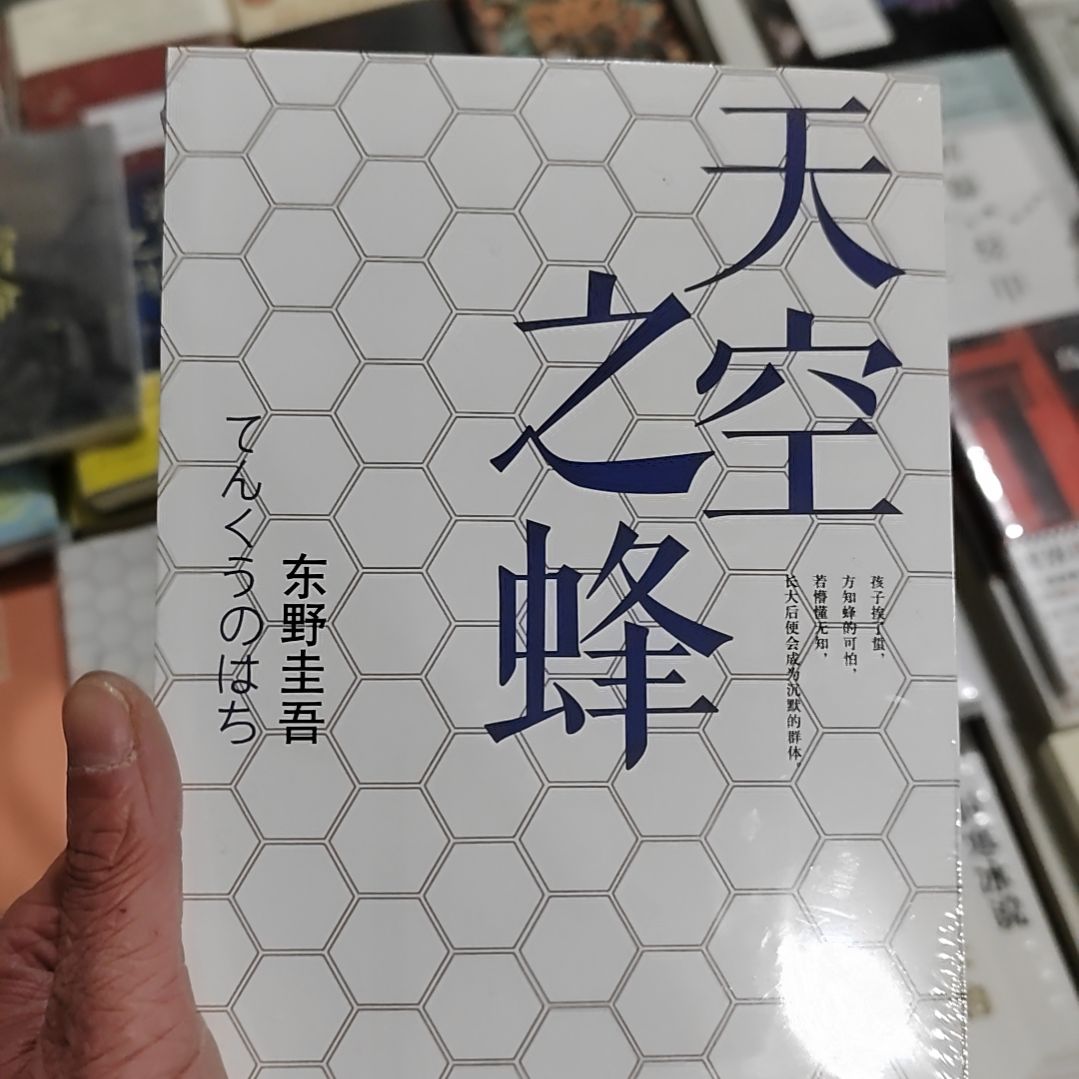 天空
之蜂
孩子挨了蜇，
方知蜂的可怕，
若懵懂无知，
长大后便会成为沉默的群体。
东野圭吾
てんくうのはち